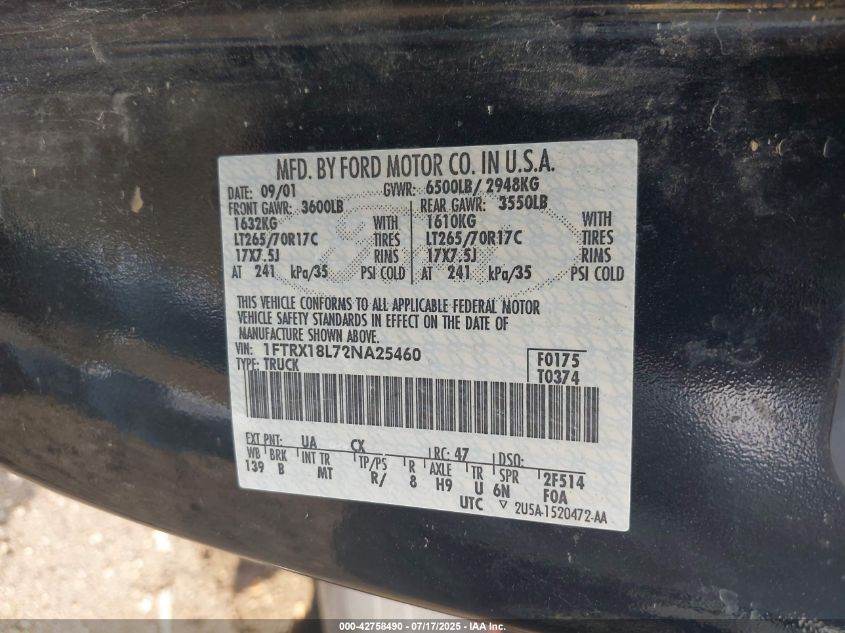 MFD. BY FORD MOTOR CO. IN U.S.A.
DATE: 09/01 GVWR: 6500LB/ 2948KG
FRONT GAWR: 3600LB REAR GAWR: 3550LB
1632KG WITH 1610KG WITH
LT265/70R17C TIRES LT265/70R17C TIRES
17X7.5J RINS 17X7.5J RINS
AT 241 kPa/35 PSI COLD AT 241 kPa/35 PSI COLD
THIS VEHICLE CONFORMS TO ALL APPLICABLE FEDERAL MOTOR
VEHICLE SAFETY STANDARDS IN EFFECT ON THE DATE OF
MANUFACTURE SHOWN ABOVE.
VIN: 1FTRX18L72NA25460 F0175
TYPE: TRUCK T0374
EXT PNT: UA CX RC: 47 DSO:
WB BRK INT TR TP/PS R AXLE TR SPR 2F514
139 B MT R/ 8 H9 U 6N F0A
UTC ▽ 2U5A-1520472-AA
000-42758490 - 07/17/2025 - IAA Inc.